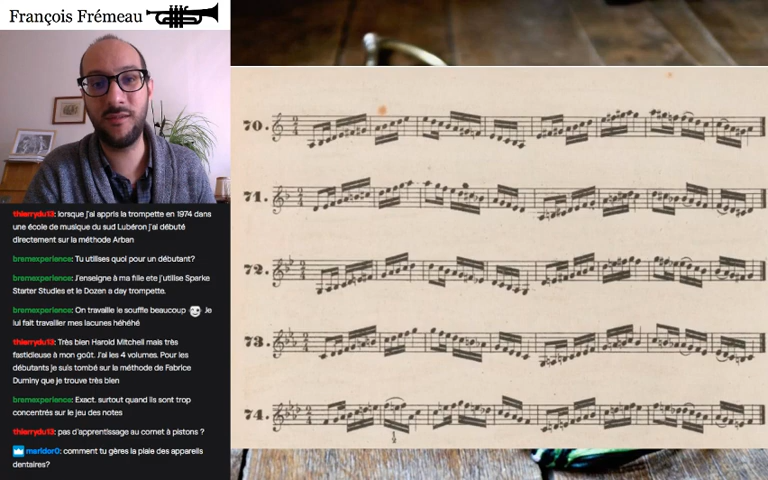 François Frémeau
thierrydu13: lorsque j'ai appris la trompette en 1974 dans
une école de musique du sud Lubéron j'ai débuté
directement sur la méthode Arban
bremexperience: Tu utilises quoi pour un débutant?
bremexperience: J'enseigne à ma fille ete j'utilise Sparke
Starter Studies et le Dozen a day trompette.
bremexperience: On travaille le souffle beaucoup Je
lui fait travailler mes lacunes héhéhé
thierrydu13: Très bien Harold Mitchell mais très
fastidieuse à mon goût. J'ai les 4 volumes. Pour les
débutants je suis tombé sur la méthode de Fabrice
Duminy que je trouve très bien
bremexperience: Exact. surtout quand ils sont trop
concentrés sur le jeu des notes
thierrydu13: pas d'apprentissage au cornet à pistons ?
maridor0: comment tu gères la plaie des appareils
dentaires?
70.
71.
72.
73.
74.